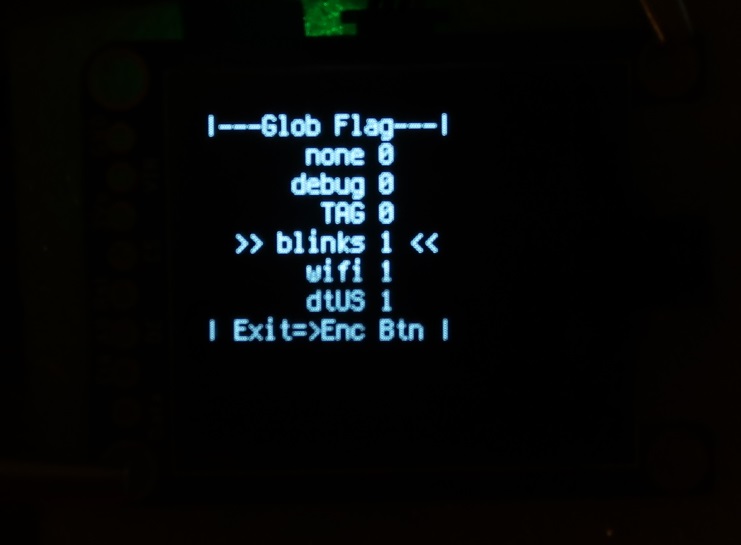 |---Glob Flag---|
none 0
debug 0
TAG 0
>> blinks 1 <<
wifi 1
dtUS 1
| Exit=>Enc Btn |